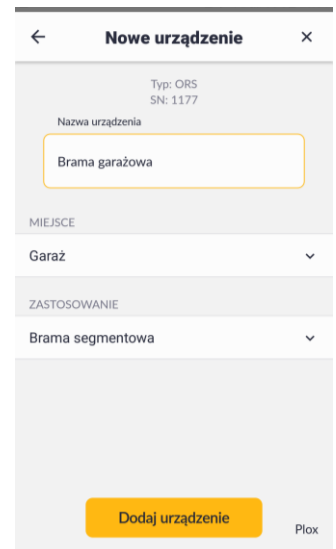 Nowe urządzenie
Typ: ORS
SN: 1177
Nazwa urządzenia
Brama garażowa
MIEJSCE
Garaż
ZASTOSOWANIE
Brama segmentowa
Dodaj urządzenie
Plox